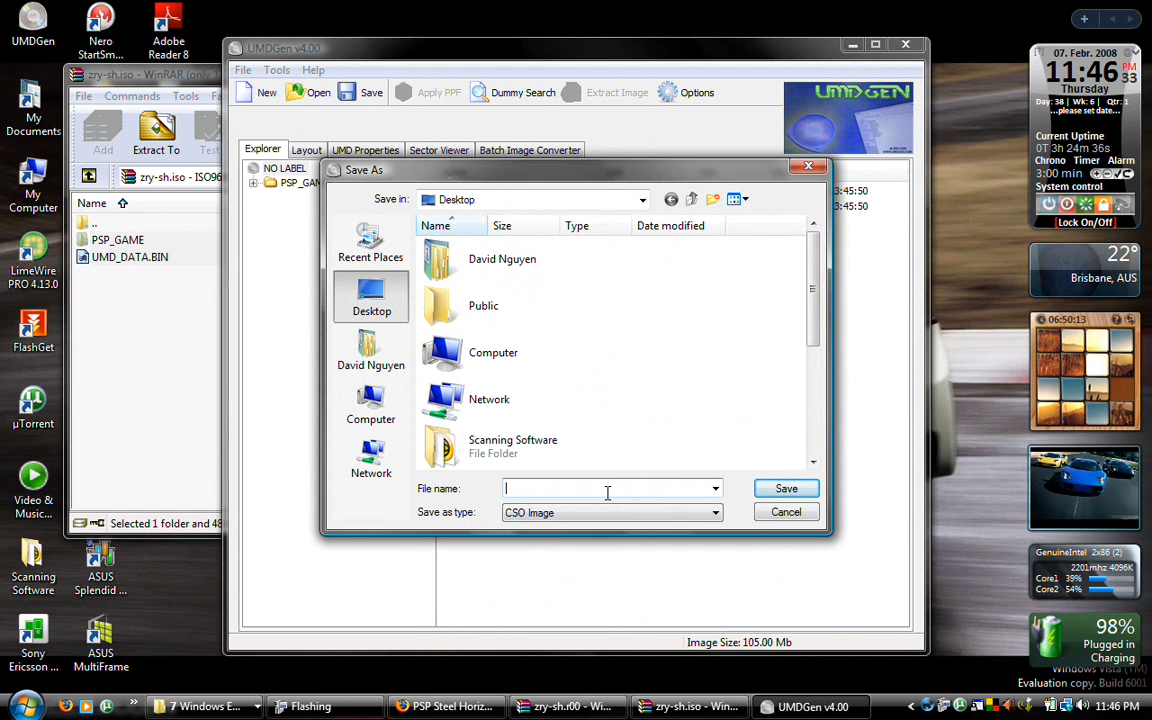 UMDGen
Nero
StartSm...
Adobe
Reader 8
My
Documents
My
Computer
LimeWire
PRO 4.13.0
FlashGet
µTorrent
Video &
Music...
Scanning
Software
ASUS
Splendid ...
Sony
Ericsson ...
ASUS
MultiFrame
zry-sh.iso - WinRAR (only
File Commands Tools
Add Extract To
zry-sh.iso - ISO96
Name
..
PSP_GAME
UMD_DATA.BIN
Selected 1 folder and 48
UMDGen v4.00
File Tools Help
New Open Save Apply PPF Dummy Search Extract Image Options
UMDGEN
Explorer Layout UMD Properties Sector Viewer Batch Image Converter
NO LABEL
PSP_GAM
3:45:50
3:45:50
Image Size: 105.00 Mb
Save As
Save in: Desktop
Name Size Type Date modified
Recent Places
Desktop
David Nguyen
Computer
Network
David Nguyen
Public
Computer
Network
Scanning Software
File Folder
File name:
Save
Save as type: CSO Image
Cancel
07. Febr. 2008
11:46 PM
33
Thursday
Day: 38 | Wk: 6 | Qtr: 1
...please set date...
Current Uptime
0T 3h 24m 36s
Chrono Timer Alarm
3:00 min
System control
[Lock On/Off]
22°
Brisbane, AUS
06:50:13
GenuineIntel 2x86 (2)
2201mhz 4096K
Core1 39%
Core2 54%
98%
Plugged in
Charging
Windows Vista (TM)
Evaluation copy. Build 6001
7 Windows E...
Flashing
PSP Steel Horiz...
zry-sh.r00 - Win...
zry-sh.iso - Win...
UMDGen v4.00
11:46 PM